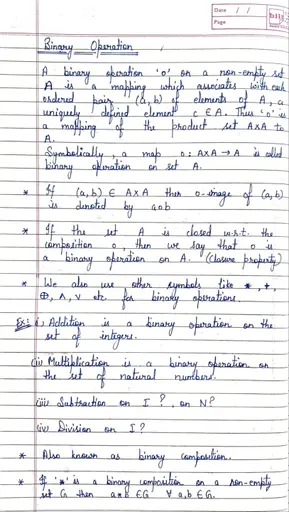 Date / /
Page
Binary Operation
A binary operation 'o' on a non-empty set
A is a mapping which associates with each
ordered pair (a, b) of elements of A, a
uniquely defined element c ∈ A. Thus 'o' is
a mapping of the product set A×A to
A.
Symbolically, a map o: A×A → A is called
binary operation on set A.
* If (a, b) ∈ A×A then o-image of (a, b)
is denoted by aob
* If the set A is closed w.r.t. the
composition o, then we say that o is
a binary operation on A. (closure property)
* We also use other symbols like *, +,
⊕, ∧, ∨ etc for binary operations.
Ex: (i) Addition is a binary operation on the
set of integers.
(ii) Multiplication is a binary operation on
the set of natural numbers.
(iii) Subtraction on I?, on N?
(iv) Division on I?
* Also known as binary composition.
* If '*' is a binary composition on a non-empty
set G then a*b ∈ G ∀ a,b ∈ G.